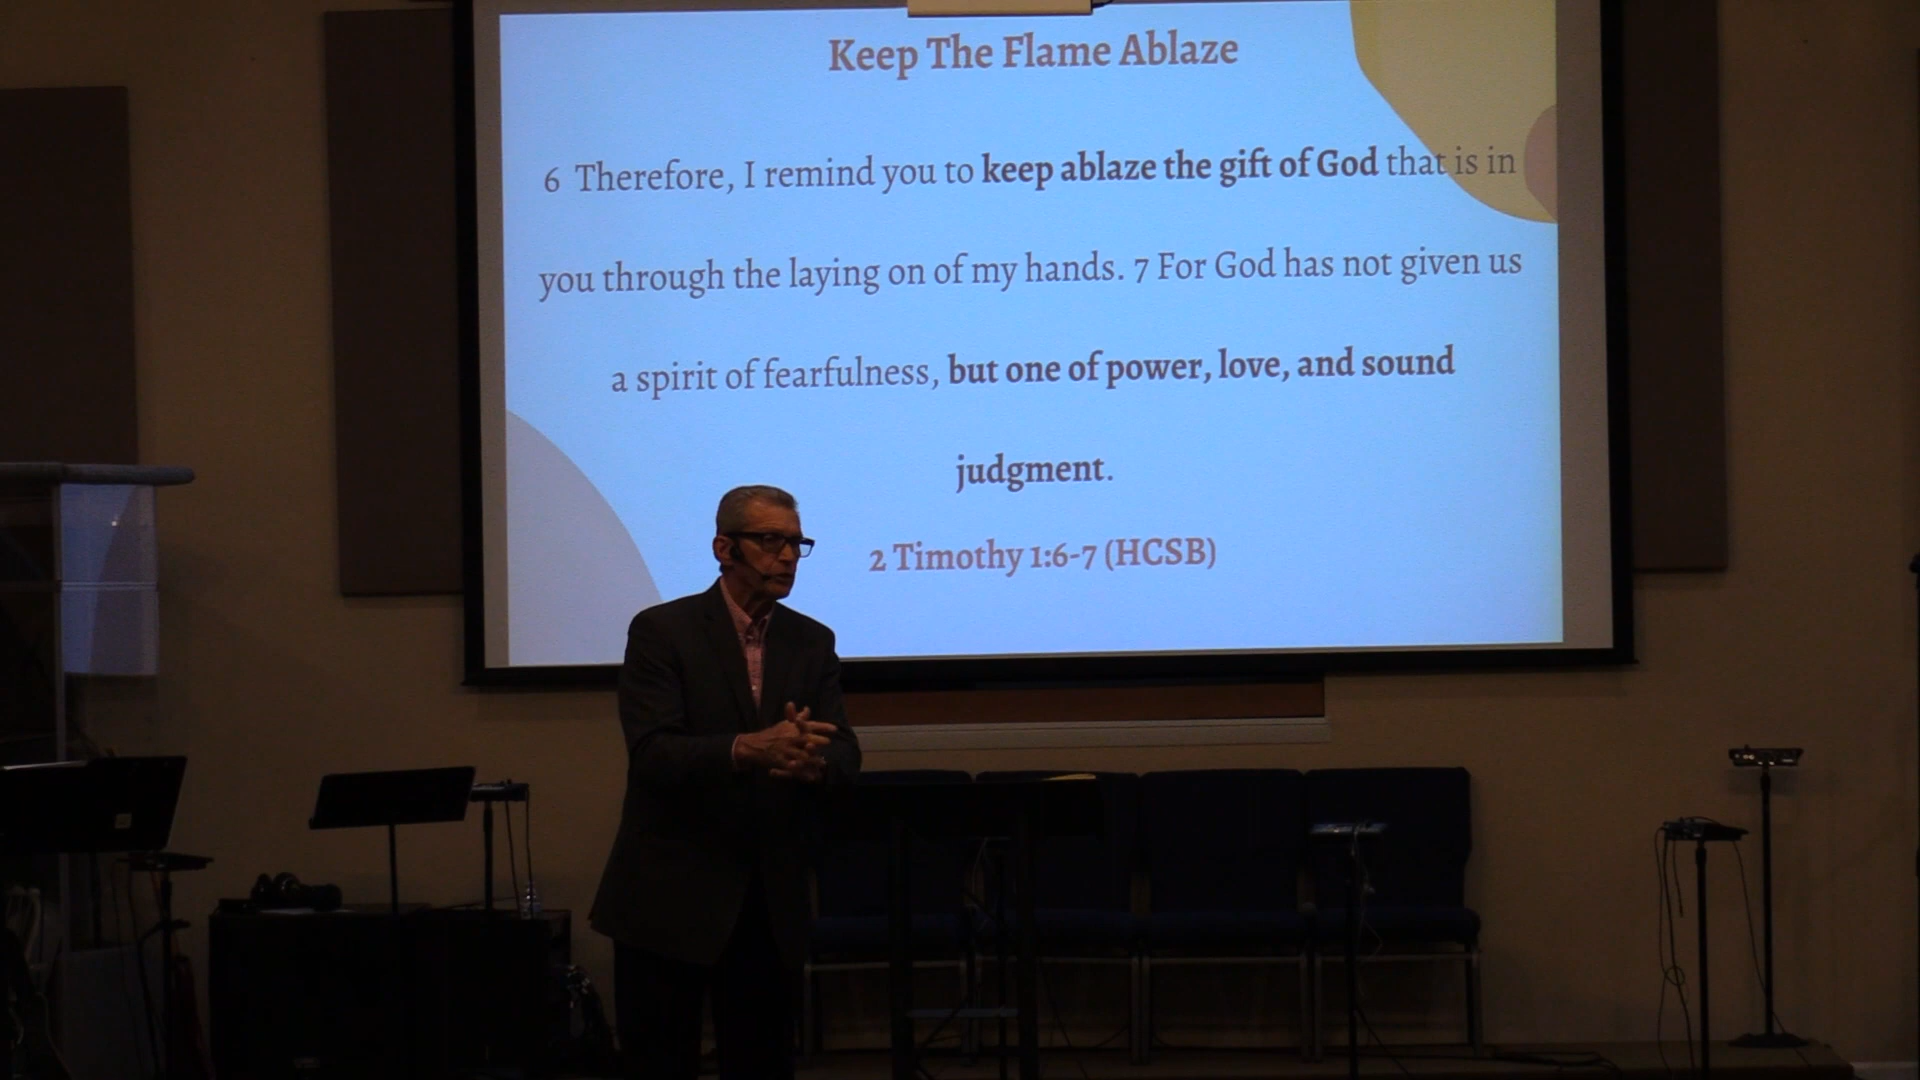 Keep The Flame Ablaze
6 Therefore, I remind you to keep ablaze the gift of God that is in
you through the laying on of my hands. 7 For God has not given us
a spirit of fearfulness, but one of power, love, and sound
judgment.
2 Timothy 1:6-7 (HCSB)